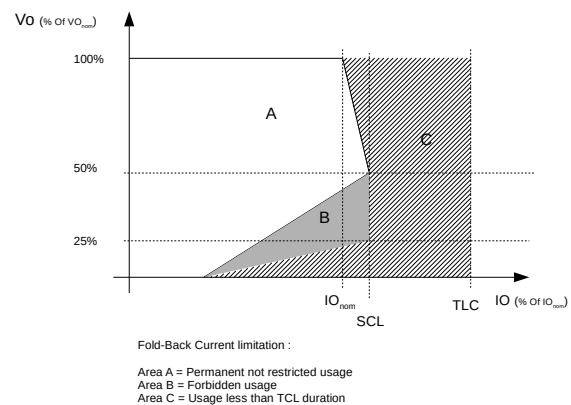 Vo (% Of VOnom)
100%
A
C
50%
B
25%
IOnom
TLC
IO (% Of IOnom)
SCL
Fold-Back Current limitation :
Area A = Permanent not restricted usage
Area B = Forbidden usage
Area C = Usage less than TCL duration